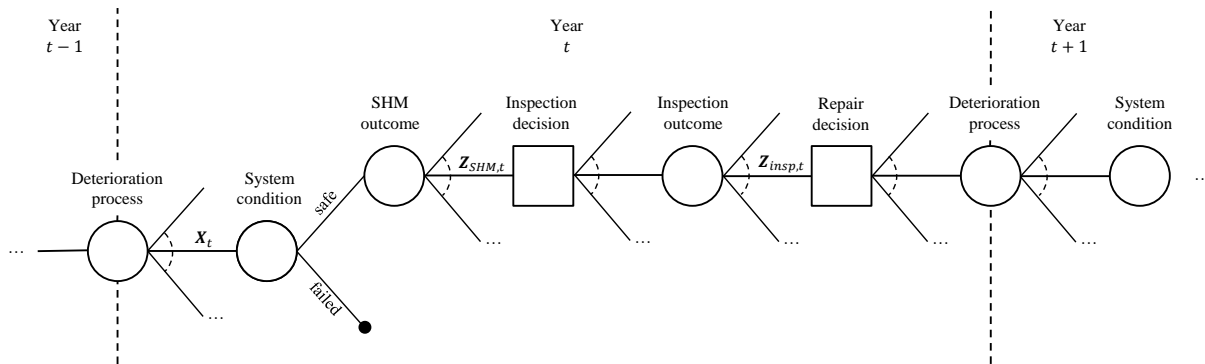 Year
t − 1
Year
t
Year
t + 1
SHM
outcome
Inspection
decision
Inspection
outcome
Repair
decision
Deterioration
process
System
condition
Z_SHM,t
Z_insp,t
...
Deterioration
process
System
condition
safe
... 
... 
... 
... 
...
X_t
...
failed
...